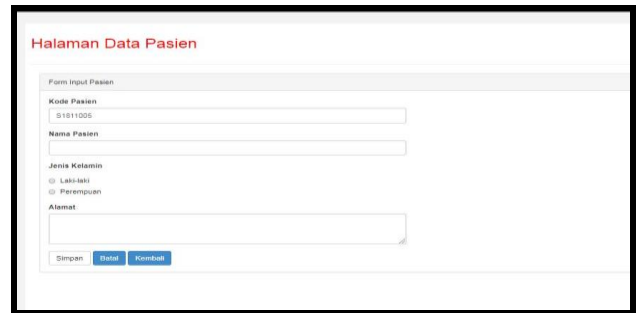 Halaman Data Pasien
Form Input Pasien
Kode Pasien
S1811005
Nama Pasien
Jenis Kelamin
Laki-laki
Perempuan
Alamat
Simpan Batal Kembali